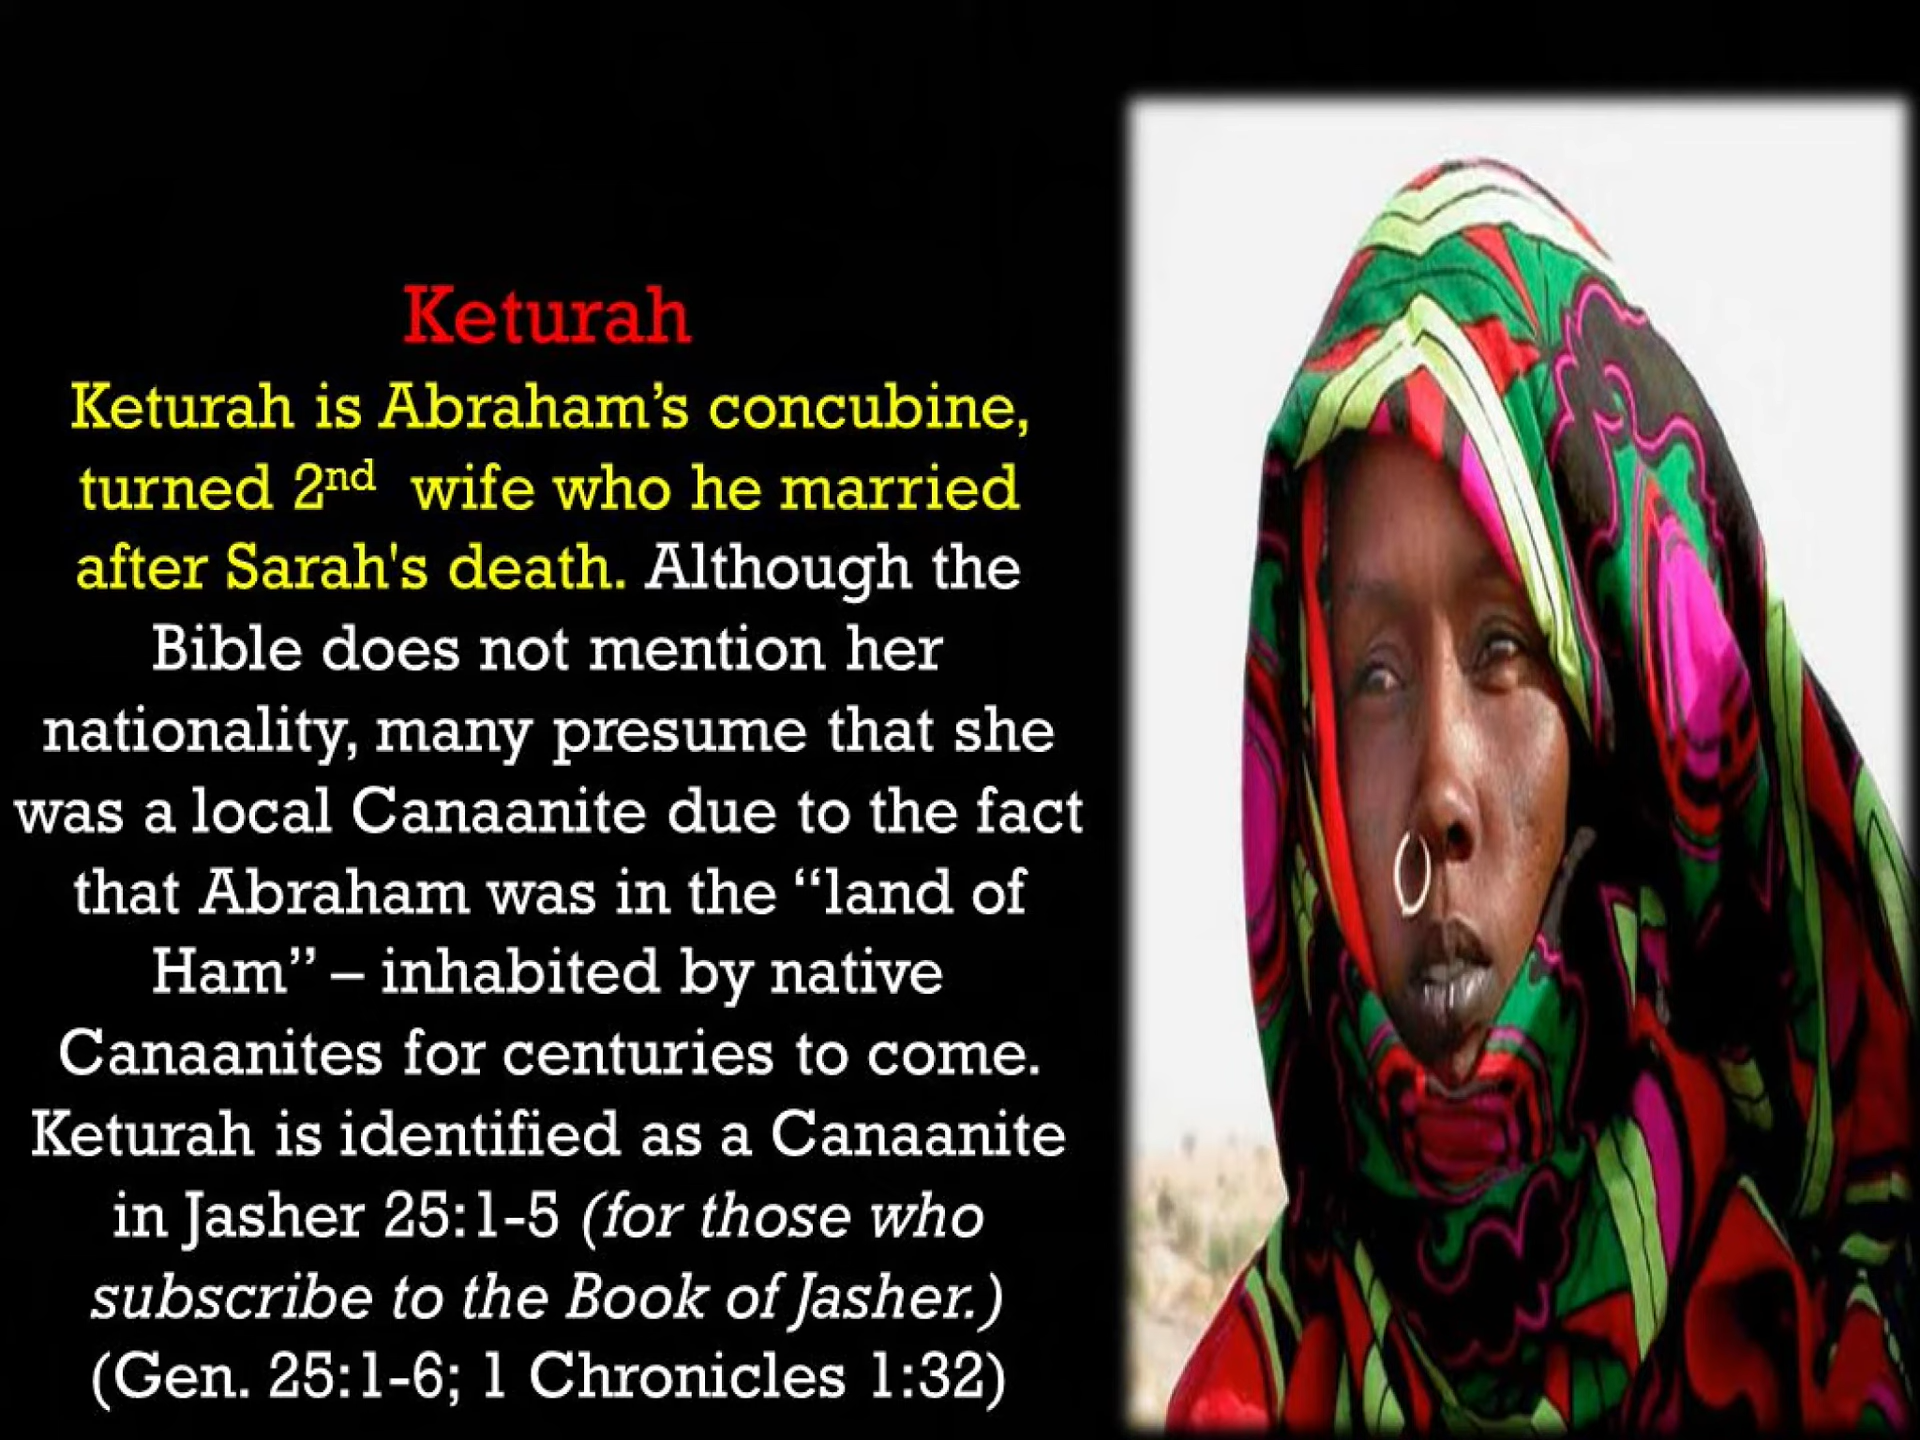 Keturah
Keturah is Abraham’s concubine,
turned 2nd wife who he married
after Sarah's death. Although the
Bible does not mention her
nationality, many presume that she
was a local Canaanite due to the fact
that Abraham was in the “land of
Ham” – inhabited by native
Canaanites for centuries to come.
Keturah is identified as a Canaanite
in Jasher 25:1-5 (for those who
subscribe to the Book of Jasher.)
(Gen. 25:1-6; 1 Chronicles 1:32)